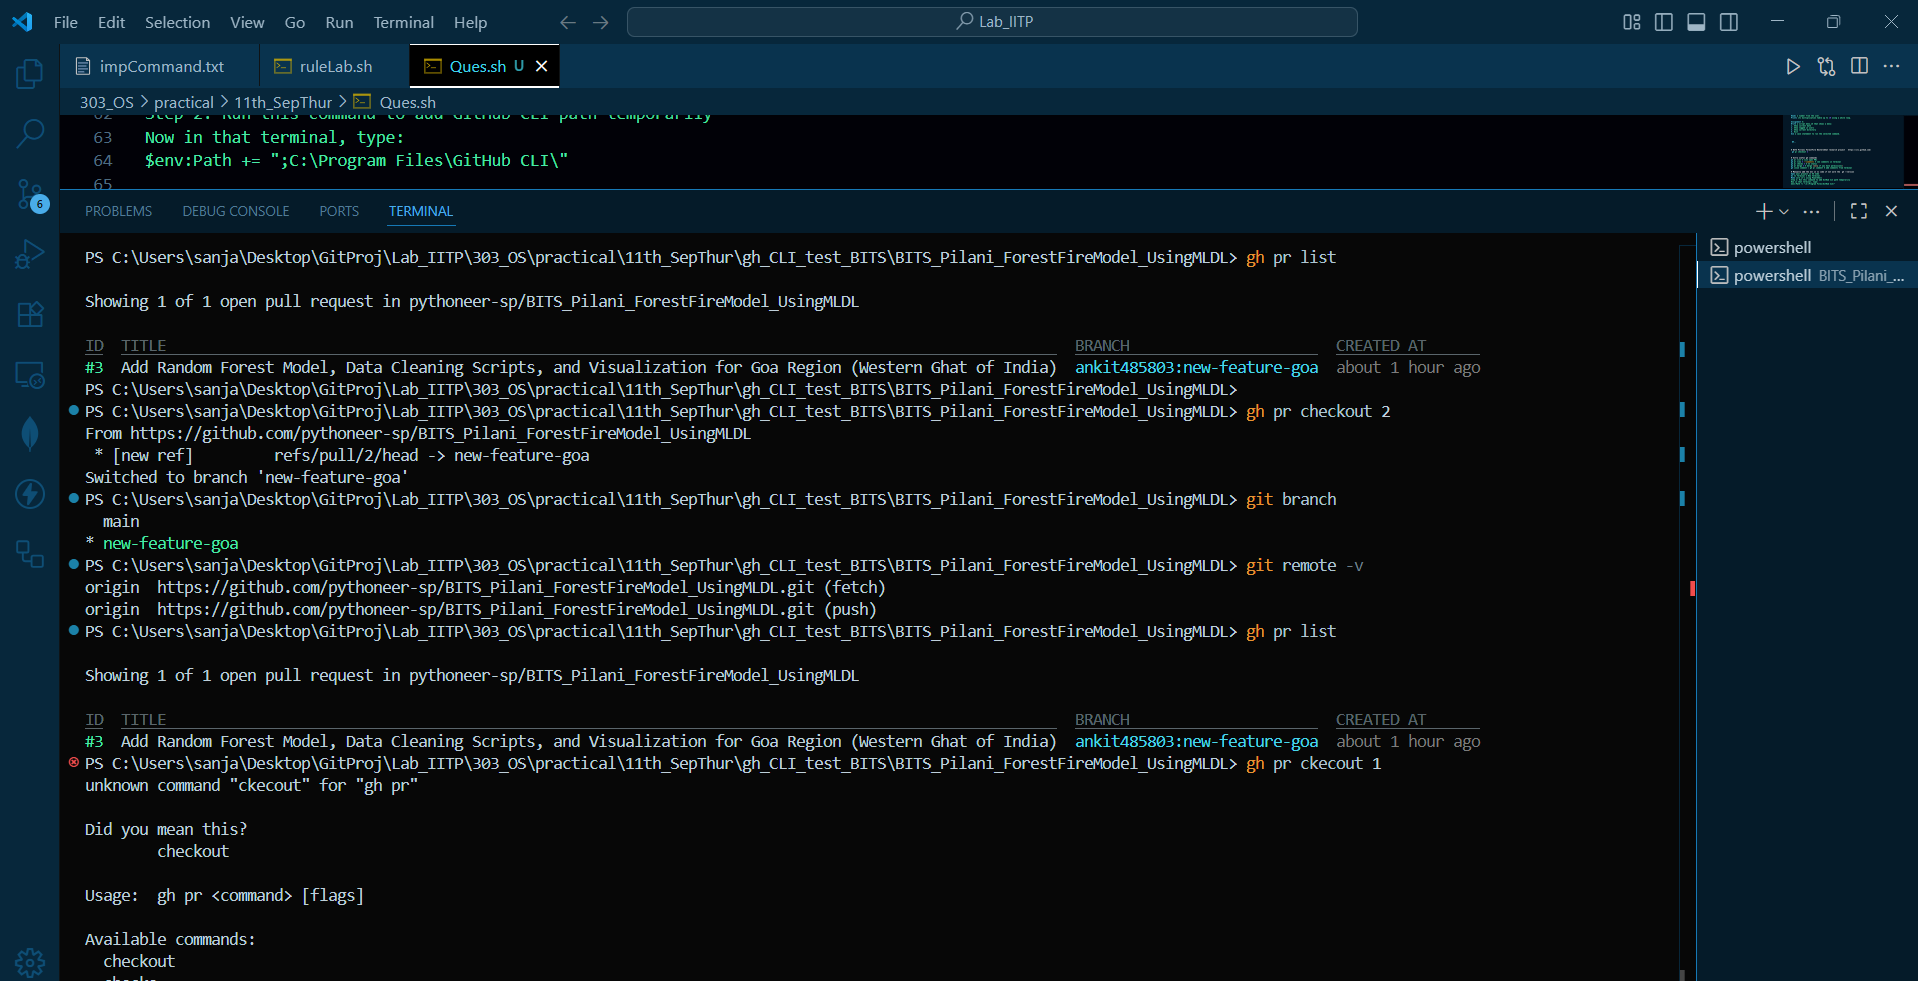 File Edit Selection View Go Run Terminal Help
Lab_IITP
impCommand.txt
ruleLab.sh
Ques.sh U
303_OS > practical > 11th_SepThur > Ques.sh
62 Step 2: Run this command to add GitHub CLI path temporarily
63 Now in that terminal, type:
64 $env:Path += ";C:\Program Files\GitHub CLI\"
65
6
PROBLEMS DEBUG CONSOLE PORTS TERMINAL
powershell
powershell BITS_Pilani_...
PS C:\Users\sanja\Desktop\GitProj\Lab_IITP\303_OS\practical\11th_SepThur\gh_CLI_test_BITS\BITS_Pilani_ForestFireModel_UsingMLDL> gh pr list
Showing 1 of 1 open pull request in pythoneer-sp/BITS_Pilani_ForestFireModel_UsingMLDL
ID TITLE BRANCH CREATED AT
#3 Add Random Forest Model, Data Cleaning Scripts, and Visualization for Goa Region (Western Ghat of India) ankit485803:new-feature-goa about 1 hour ago
PS C:\Users\sanja\Desktop\GitProj\Lab_IITP\303_OS\practical\11th_SepThur\gh_CLI_test_BITS\BITS_Pilani_ForestFireModel_UsingMLDL>
PS C:\Users\sanja\Desktop\GitProj\Lab_IITP\303_OS\practical\11th_SepThur\gh_CLI_test_BITS\BITS_Pilani_ForestFireModel_UsingMLDL> gh pr checkout 2
From https://github.com/pythoneer-sp/BITS_Pilani_ForestFireModel_UsingMLDL
* [new ref] refs/pull/2/head -> new-feature-goa
Switched to branch 'new-feature-goa'
PS C:\Users\sanja\Desktop\GitProj\Lab_IITP\303_OS\practical\11th_SepThur\gh_CLI_test_BITS\BITS_Pilani_ForestFireModel_UsingMLDL> git branch
main
* new-feature-goa
PS C:\Users\sanja\Desktop\GitProj\Lab_IITP\303_OS\practical\11th_SepThur\gh_CLI_test_BITS\BITS_Pilani_ForestFireModel_UsingMLDL> git remote -v
origin https://github.com/pythoneer-sp/BITS_Pilani_ForestFireModel_UsingMLDL.git (fetch)
origin https://github.com/pythoneer-sp/BITS_Pilani_ForestFireModel_UsingMLDL.git (push)
PS C:\Users\sanja\Desktop\GitProj\Lab_IITP\303_OS\practical\11th_SepThur\gh_CLI_test_BITS\BITS_Pilani_ForestFireModel_UsingMLDL> gh pr list
Showing 1 of 1 open pull request in pythoneer-sp/BITS_Pilani_ForestFireModel_UsingMLDL
ID TITLE BRANCH CREATED AT
#3 Add Random Forest Model, Data Cleaning Scripts, and Visualization for Goa Region (Western Ghat of India) ankit485803:new-feature-goa about 1 hour ago
PS C:\Users\sanja\Desktop\GitProj\Lab_IITP\303_OS\practical\11th_SepThur\gh_CLI_test_BITS\BITS_Pilani_ForestFireModel_UsingMLDL> gh pr ckecout 1
unknown command "ckecout" for "gh pr"
Did you mean this?
checkout
Usage: gh pr <command> [flags]
Available commands:
checkout
checks